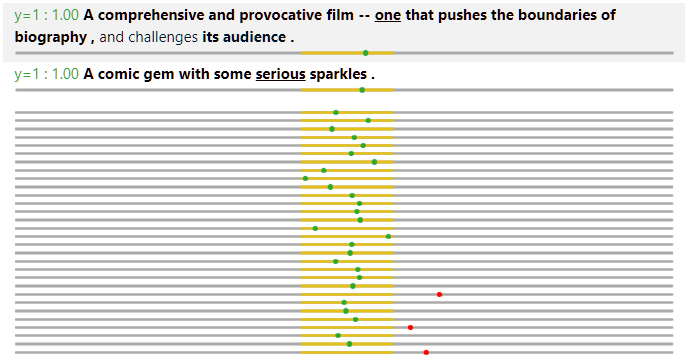 y=1 : 1.00 A comprehensive and provocative film -- one that pushes the boundaries of
biography , and challenges its audience .
y=1 : 1.00 A comic gem with some serious sparkles .